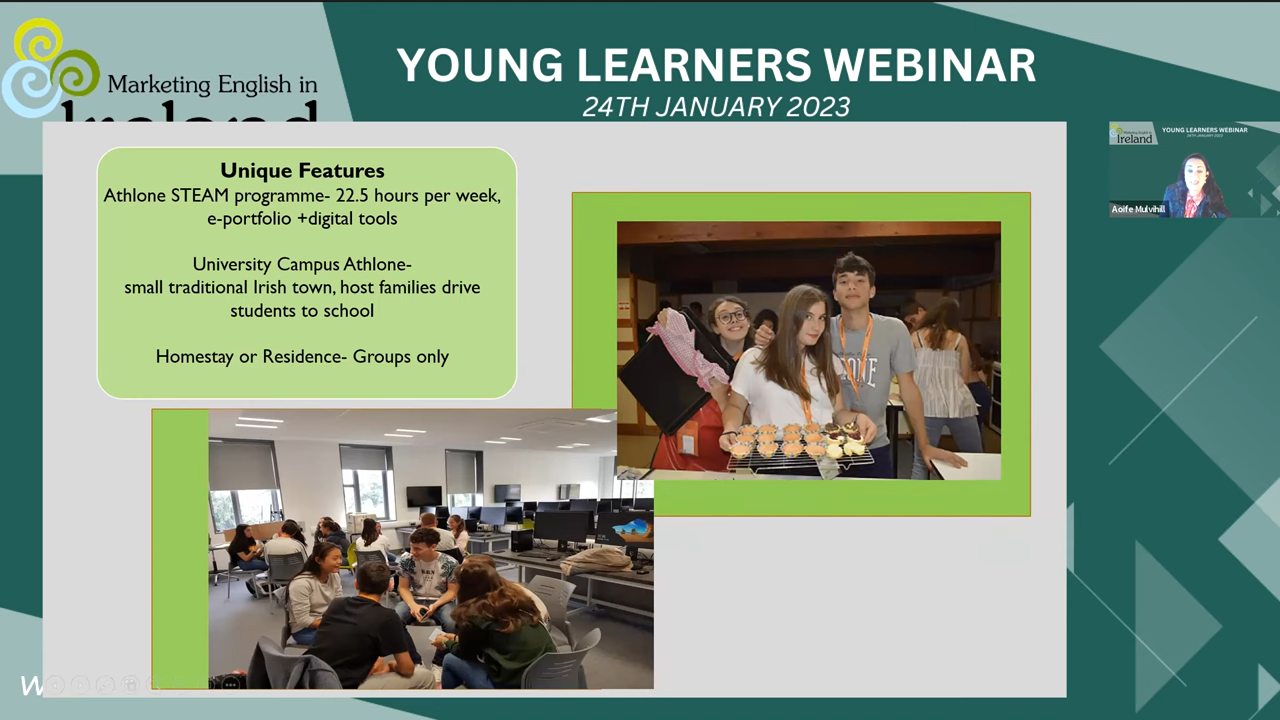 Marketing English in
Ireland
YOUNG LEARNERS WEBINAR
24TH JANUARY 2023
Unique Features
Athlone STEAM programme- 22.5 hours per week,
e-portfolio +digital tools
University Campus Athlone-
small traditional Irish town, host families drive
students to school
Homestay or Residence- Groups only
Ireland
YOUNG LEARNERS WEBINAR
Aoife Mulvihill
W